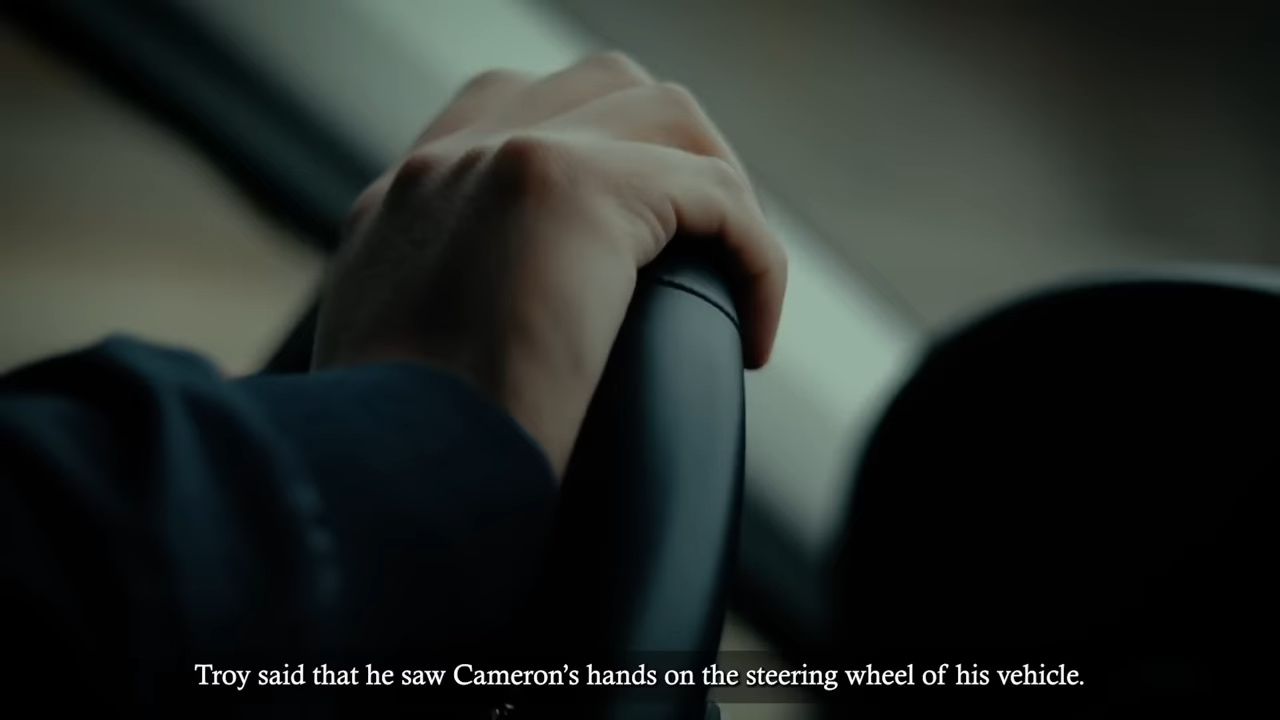 Troy said that he saw Cameron’s hands on the steering wheel of his vehicle.